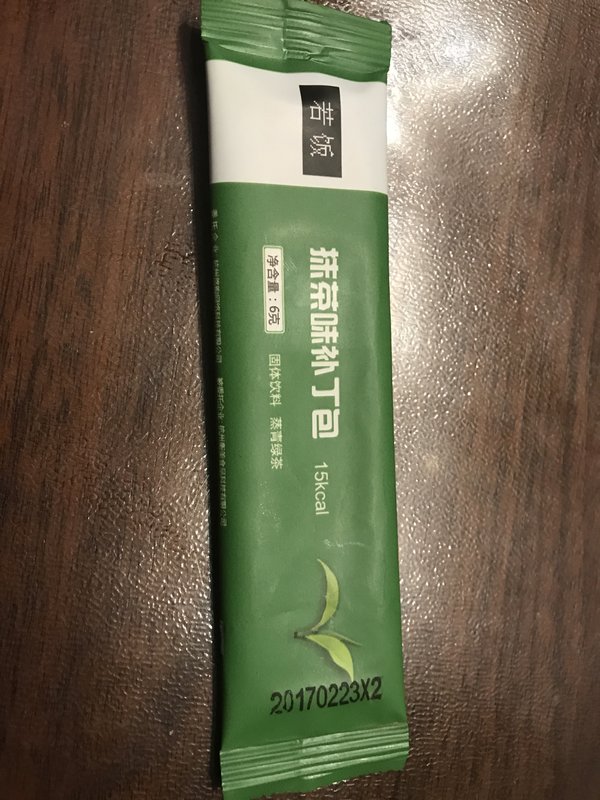 若饭
抹茶味补丁包 15kcal
净含量：6克
固体饮料 蒸青绿茶
20170223X2